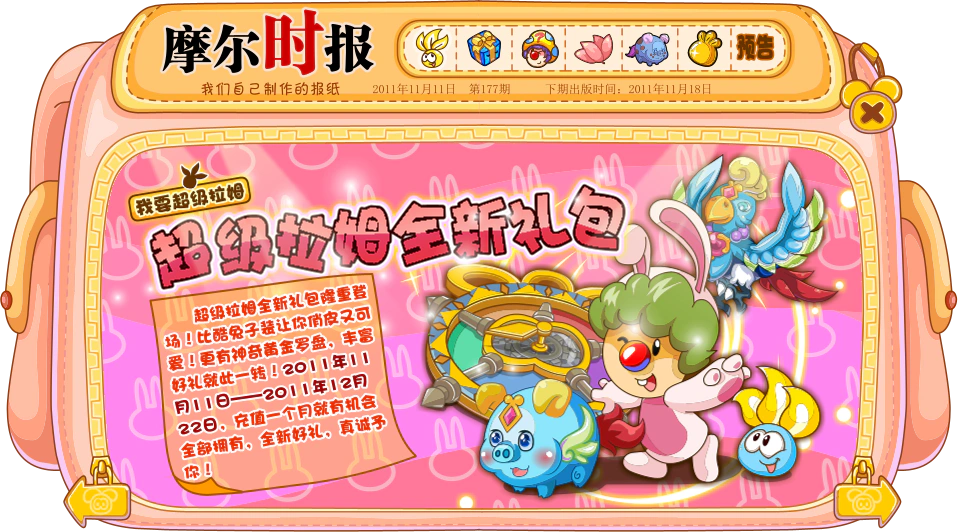 摩尔时报
预告
我们自己制作的报纸 2011年11月11日 第177期 下期出版时间：2011年11月18日
我要超级拉姆
超级拉姆全新礼包
超级拉姆全新礼包隆重登
场！比酷兔子装让你俏皮又可
爱！更有神奇黄金罗盘，丰富
好礼就此一转！2011年11
月11日——2011年12月
22日，充值一个月就有机会
全部拥有，全新好礼，真诚予
你！